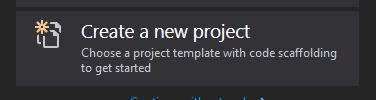 Create a new project
Choose a project template with code scaffolding
to get started